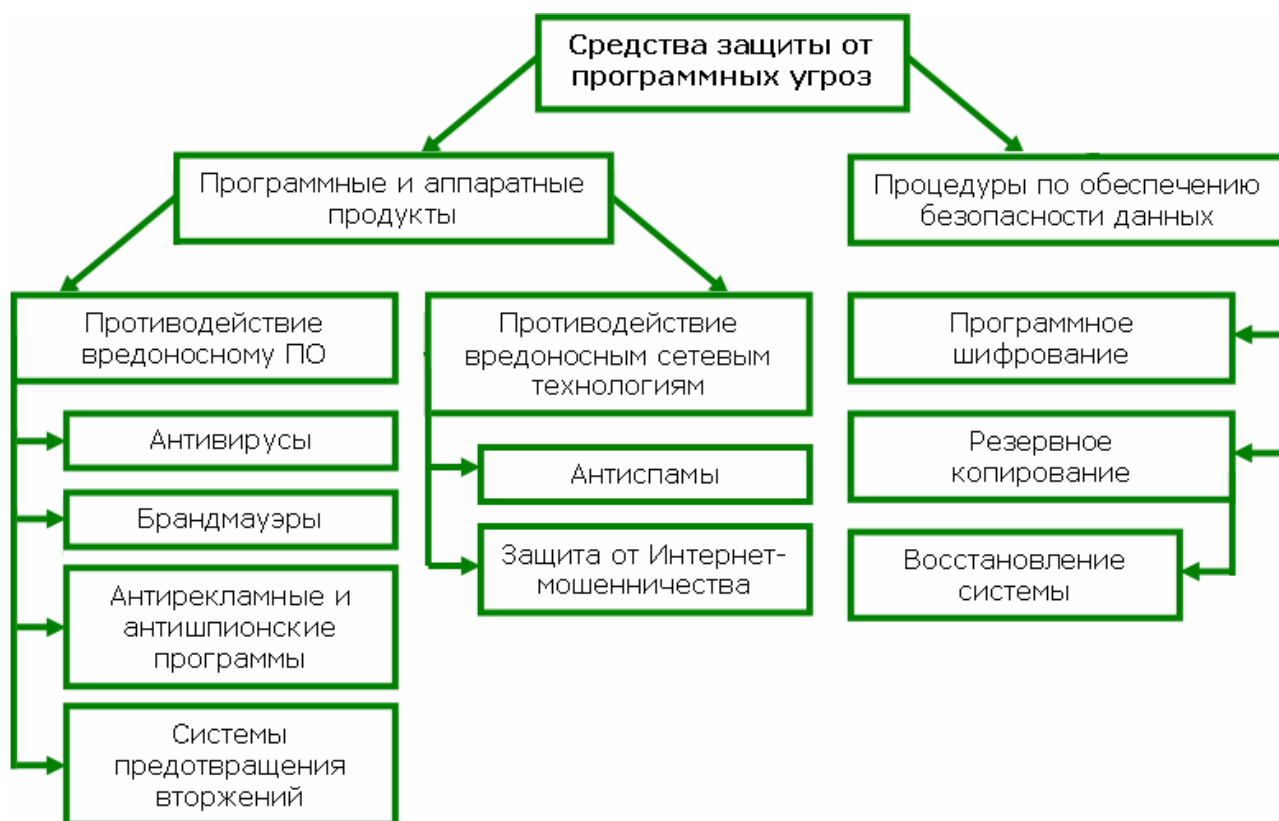 Средства защиты от
программных угроз
Программные и аппаратные
продукты
Процедуры по обеспечению
безопасности данных
Противодействие
вредоносному ПО
Антивирусы
Брандмауэры
Антирекламные и
антишпионские
программы
Системы
предотвращения
вторжений
Противодействие
вредоносным сетевым
технологиям
Антиспамы
Защита от Интернет-
мошенничества
Программное
шифрование
Резервное
копирование
Восстановление
системы